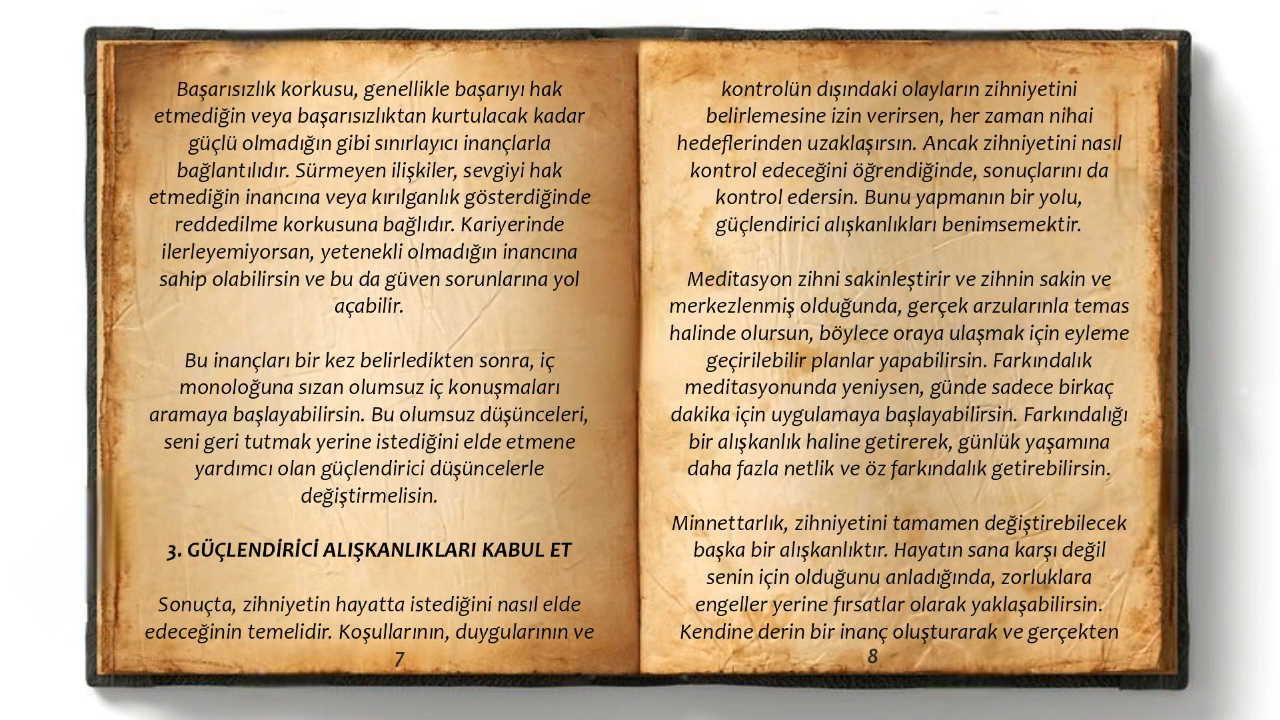 Başarısızlık korkusu, genellikle başarıyı hak
etmediğin veya başarısızlıktan kurtulacak kadar
güçlü olmadığın gibi sınırlayıcı inançlarla
bağlantılıdır. Sürmeyen ilişkiler, sevgiyi hak
etmediğin inancına veya kırılganlık gösterdiğinde
reddedilme korkusuna bağlıdır. Kariyerinde
ilerleyemiyorsan, yetenekli olmadığın inancına
sahip olabilirsin ve bu da güven sorunlarına yol
açabilir.
Bu inançları bir kez belirledikten sonra, iç
monoloğuna sızan olumsuz iç konuşmaları
aramaya başlayabilirsin. Bu olumsuz düşünceleri,
seni geri tutmak yerine istediğini elde etmene
yardımcı olan güçlendirici düşüncelerle
değiştirmelisin.
3. GÜÇLENDİRİCİ ALIŞKANLIKLARI KABUL ET
Sonuçta, zihniyetin hayatta istediğini nasıl elde
edeceğinin temelidir. Koşullarının, duygularının ve
7
kontrolün dışındaki olayların zihniyetini
belirlemesine izin verirsen, her zaman nihai
hedeflerinden uzaklaşırsın. Ancak zihniyetini nasıl
kontrol edeceğini öğrendiğinde, sonuçlarını da
kontrol edersin. Bunu yapmanın bir yolu,
güçlendirici alışkanlıkları benimsemektir.
Meditasyon zihni sakinleştirir ve zihnin sakin ve
merkezlenmiş olduğunda, gerçek arzularınla temas
halinde olursun, böylece oraya ulaşmak için eyleme
geçirilebilir planlar yapabilirsin. Farkındalık
meditasyonunda yeniysen, günde sadece birkaç
dakika için uygulamaya başlayabilirsin. Farkındalığı
bir alışkanlık haline getirerek, günlük yaşamına
daha fazla netlik ve öz farkındalık getirebilirsin.
Minnettarlık, zihniyetini tamamen değiştirebilecek
başka bir alışkanlıktır. Hayatın sana karşı değil
senin için olduğunu anladığında, zorluklara
engeller yerine fırsatlar olarak yaklaşabilirsin.
Kendine derin bir inanç oluşturarak ve gerçekten
8